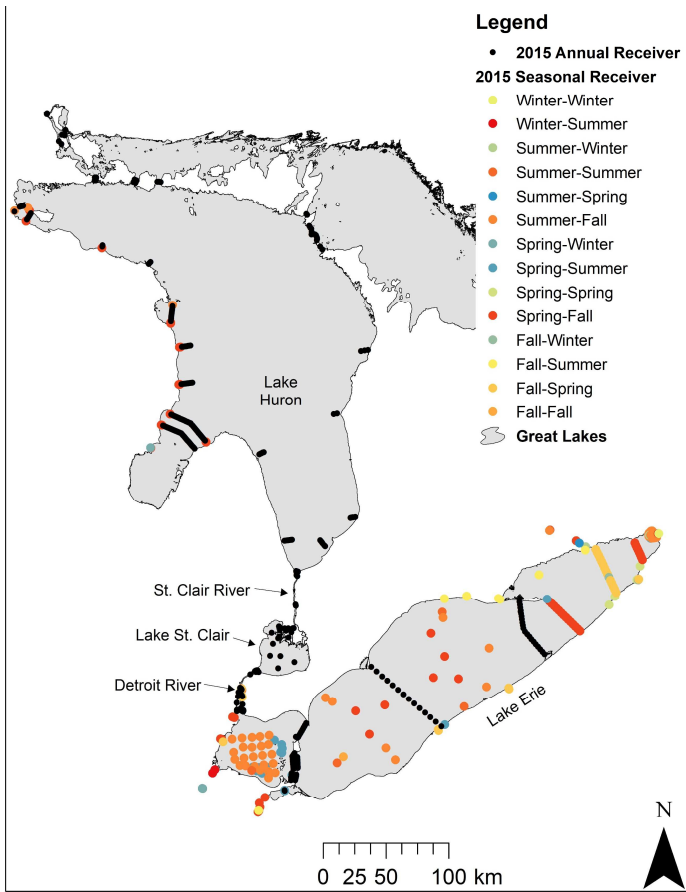 Legend
2015 Annual Receiver
2015 Seasonal Receiver
Winter-Winter
Winter-Summer
Summer-Winter
Summer-Summer
Summer-Spring
Summer-Fall
Spring-Winter
Spring-Summer
Spring-Spring
Spring-Fall
Fall-Winter
Fall-Summer
Fall-Spring
Fall-Fall
Great Lakes
Lake
Huron
St. Clair River
Lake St. Clair
Detroit River
Lake Erie
N
0 25 50 100 km